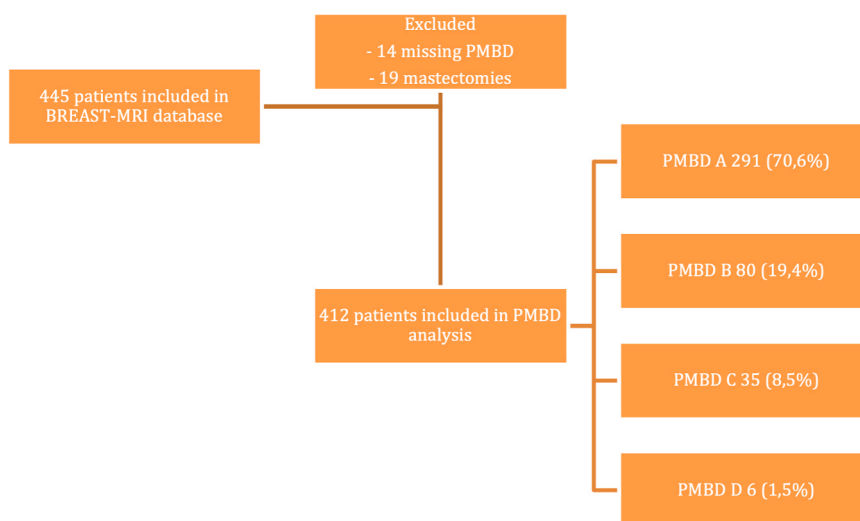 Excluded
- 14 missing PMBD
- 19 mastectomies
445 patients included in
BREAST-MRI database
412 patients included in PMBD
analysis
PMBD A 291 (70,6%)
PMBD B 80 (19,4%)
PMBD C 35 (8,5%)
PMBD D 6 (1,5%)